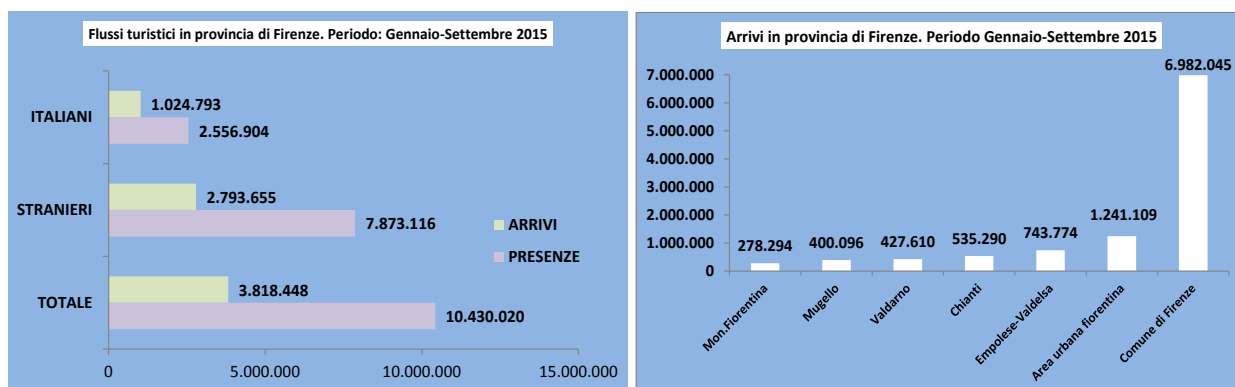 Flussi turistici in provincia di Firenze. Periodo: Gennaio-Settembre 2015
ITALIANI
1.024.793
2.556.904
STRANIERI
2.793.655
7.873.116
ARRIVI
PRESENZE
TOTALE
3.818.448
10.430.020
0
5.000.000
10.000.000
15.000.000
Arrivi in provincia di Firenze. Periodo Gennaio-Settembre 2015
7.000.000
6.000.000
5.000.000
4.000.000
3.000.000
2.000.000
1.000.000
0
278.294
400.096
427.610
535.290
743.774
1.241.109
6.982.045
Mon.Fiorentina
Mugello
Valdarno
Chianti
Empolese-Valdelsa
Area urbana fiorentina
Comune di Firenze